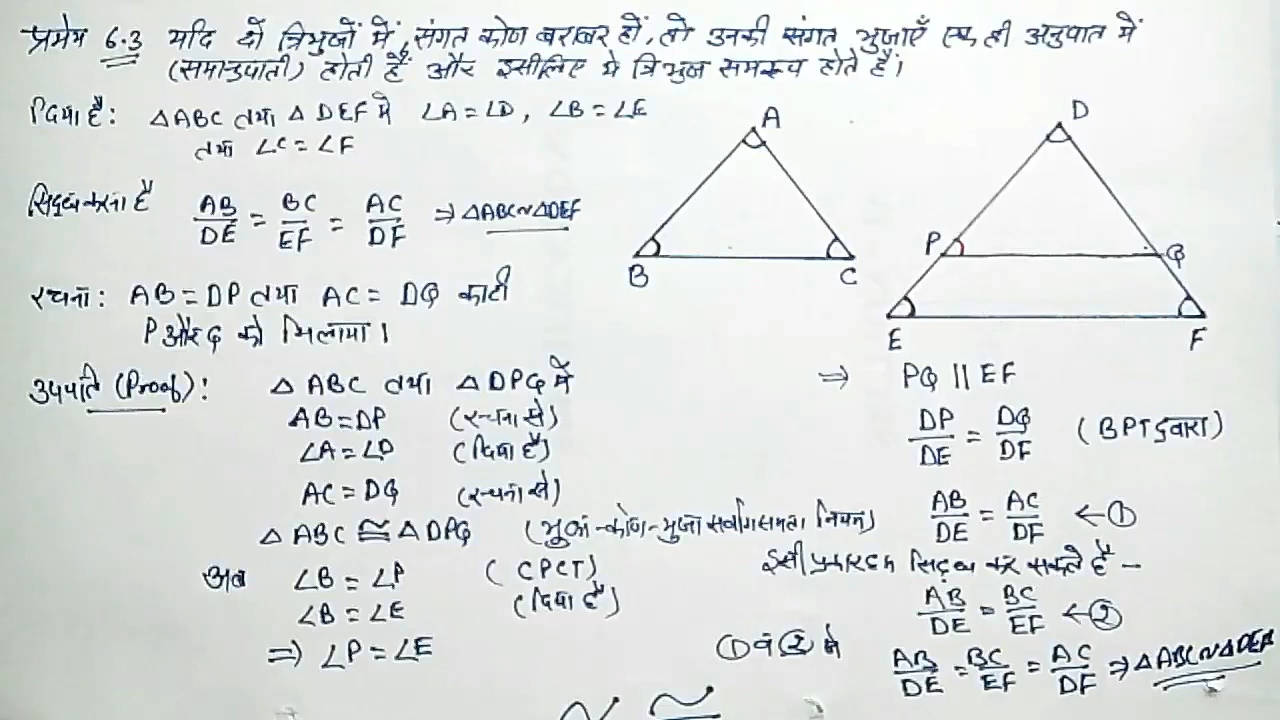 प्रमेय 6.3 यदि दो त्रिभुजों में, संगत कोण बराबर हों, तो उनकी संगत भुजाएँ एक ही अनुपात में
(समानुपाती) होती हैं और इसीलिए ये त्रिभुज समरूप होते हैं।
दिया है: △ABC तथा △DEF में ∠A=∠D, ∠B=∠E
तथा ∠C=∠F
सिद्ध करना है AB/DE = BC/EF = AC/DF ⇒ △ABC~△DEF
रचना: AB=DP तथा AC=DQ काटी
P और Q को मिलाया।
उपपति (Proof): △ABC तथा △DPQ में
AB=DP (रचना से)
∠A=∠D (दिया है)
AC=DQ (रचना से)
△ABC≅△DPQ (भुजा-कोण-भुजा सर्वांगसमता नियम)
अब ∠B=∠P (CPCT)
∠B=∠E (दिया है)
⇒ ∠P=∠E
A
B
C
D
P
Q
E
F
⇒ PQ || EF
DP/DE = DQ/DF (BPT द्वारा)
AB/DE = AC/DF ←①
इसी प्रकार हम सिद्ध कर सकते हैं -
AB/DE = BC/EF ←②
① व ② से
AB/DE = BC/EF = AC/DF ⇒ △ABC~△DEF
~ ≅